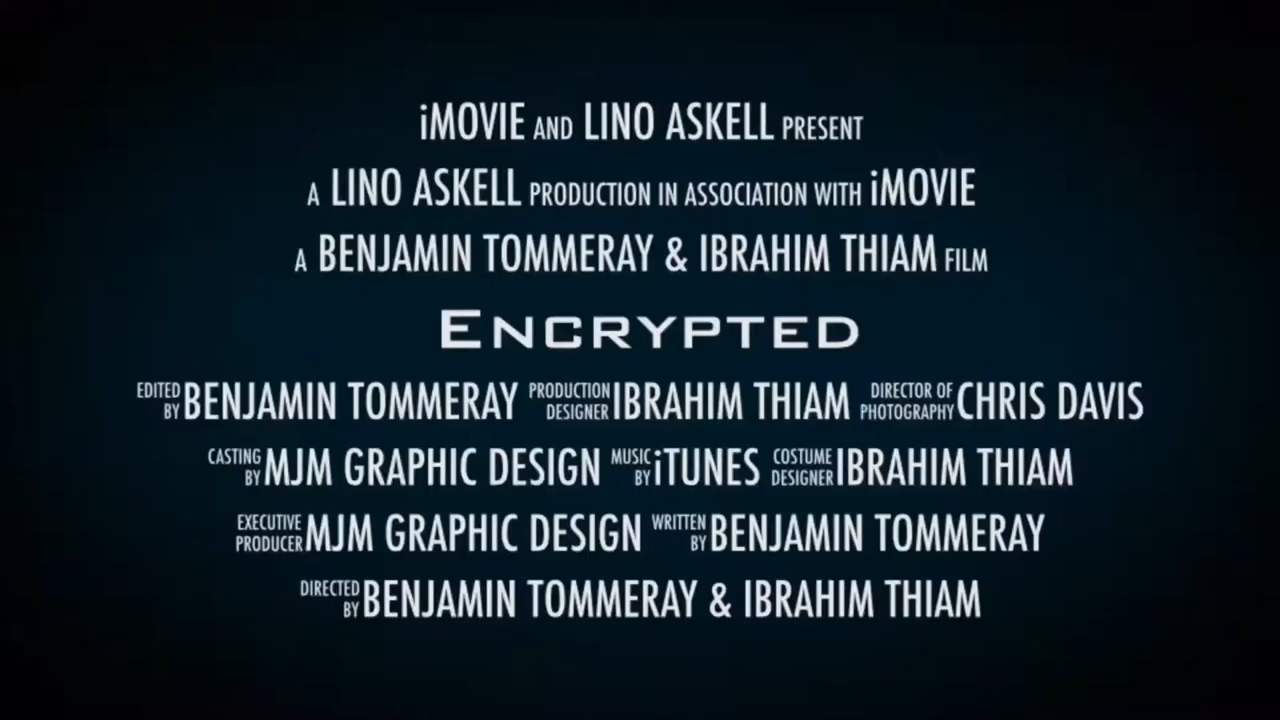 iMOVIE AND LINO ASKELL PRESENT
A LINO ASKELL PRODUCTION IN ASSOCIATION WITH iMOVIE
A BENJAMIN TOMMERAY & IBRAHIM THIAM FILM
ENCRYPTED
EDITED BY BENJAMIN TOMMERAY PRODUCTION DESIGNER IBRAHIM THIAM DIRECTOR OF PHOTOGRAPHY CHRIS DAVIS
CASTING BY MJM GRAPHIC DESIGN MUSIC BY iTUNES COSTUME DESIGNER IBRAHIM THIAM
EXECUTIVE PRODUCER MJM GRAPHIC DESIGN WRITTEN BY BENJAMIN TOMMERAY
DIRECTED BY BENJAMIN TOMMERAY & IBRAHIM THIAM